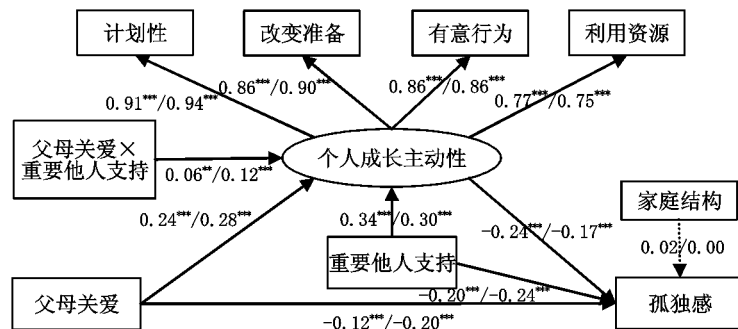 计划性
改变准备
有意行为
利用资源
0.91***/0.94***
0.86***/0.90***
0.86***/0.86***
0.77***/0.75***
父母关爱×
重要他人支持
0.06**/0.12***
个人成长主动性
0.24***/0.28***
0.34***/0.30***
-0.24***/-0.17***
家庭结构
0.02/0.00
重要他人支持
-0.20***/-0.24***
父母关爱
-0.12***/-0.20***
孤独感